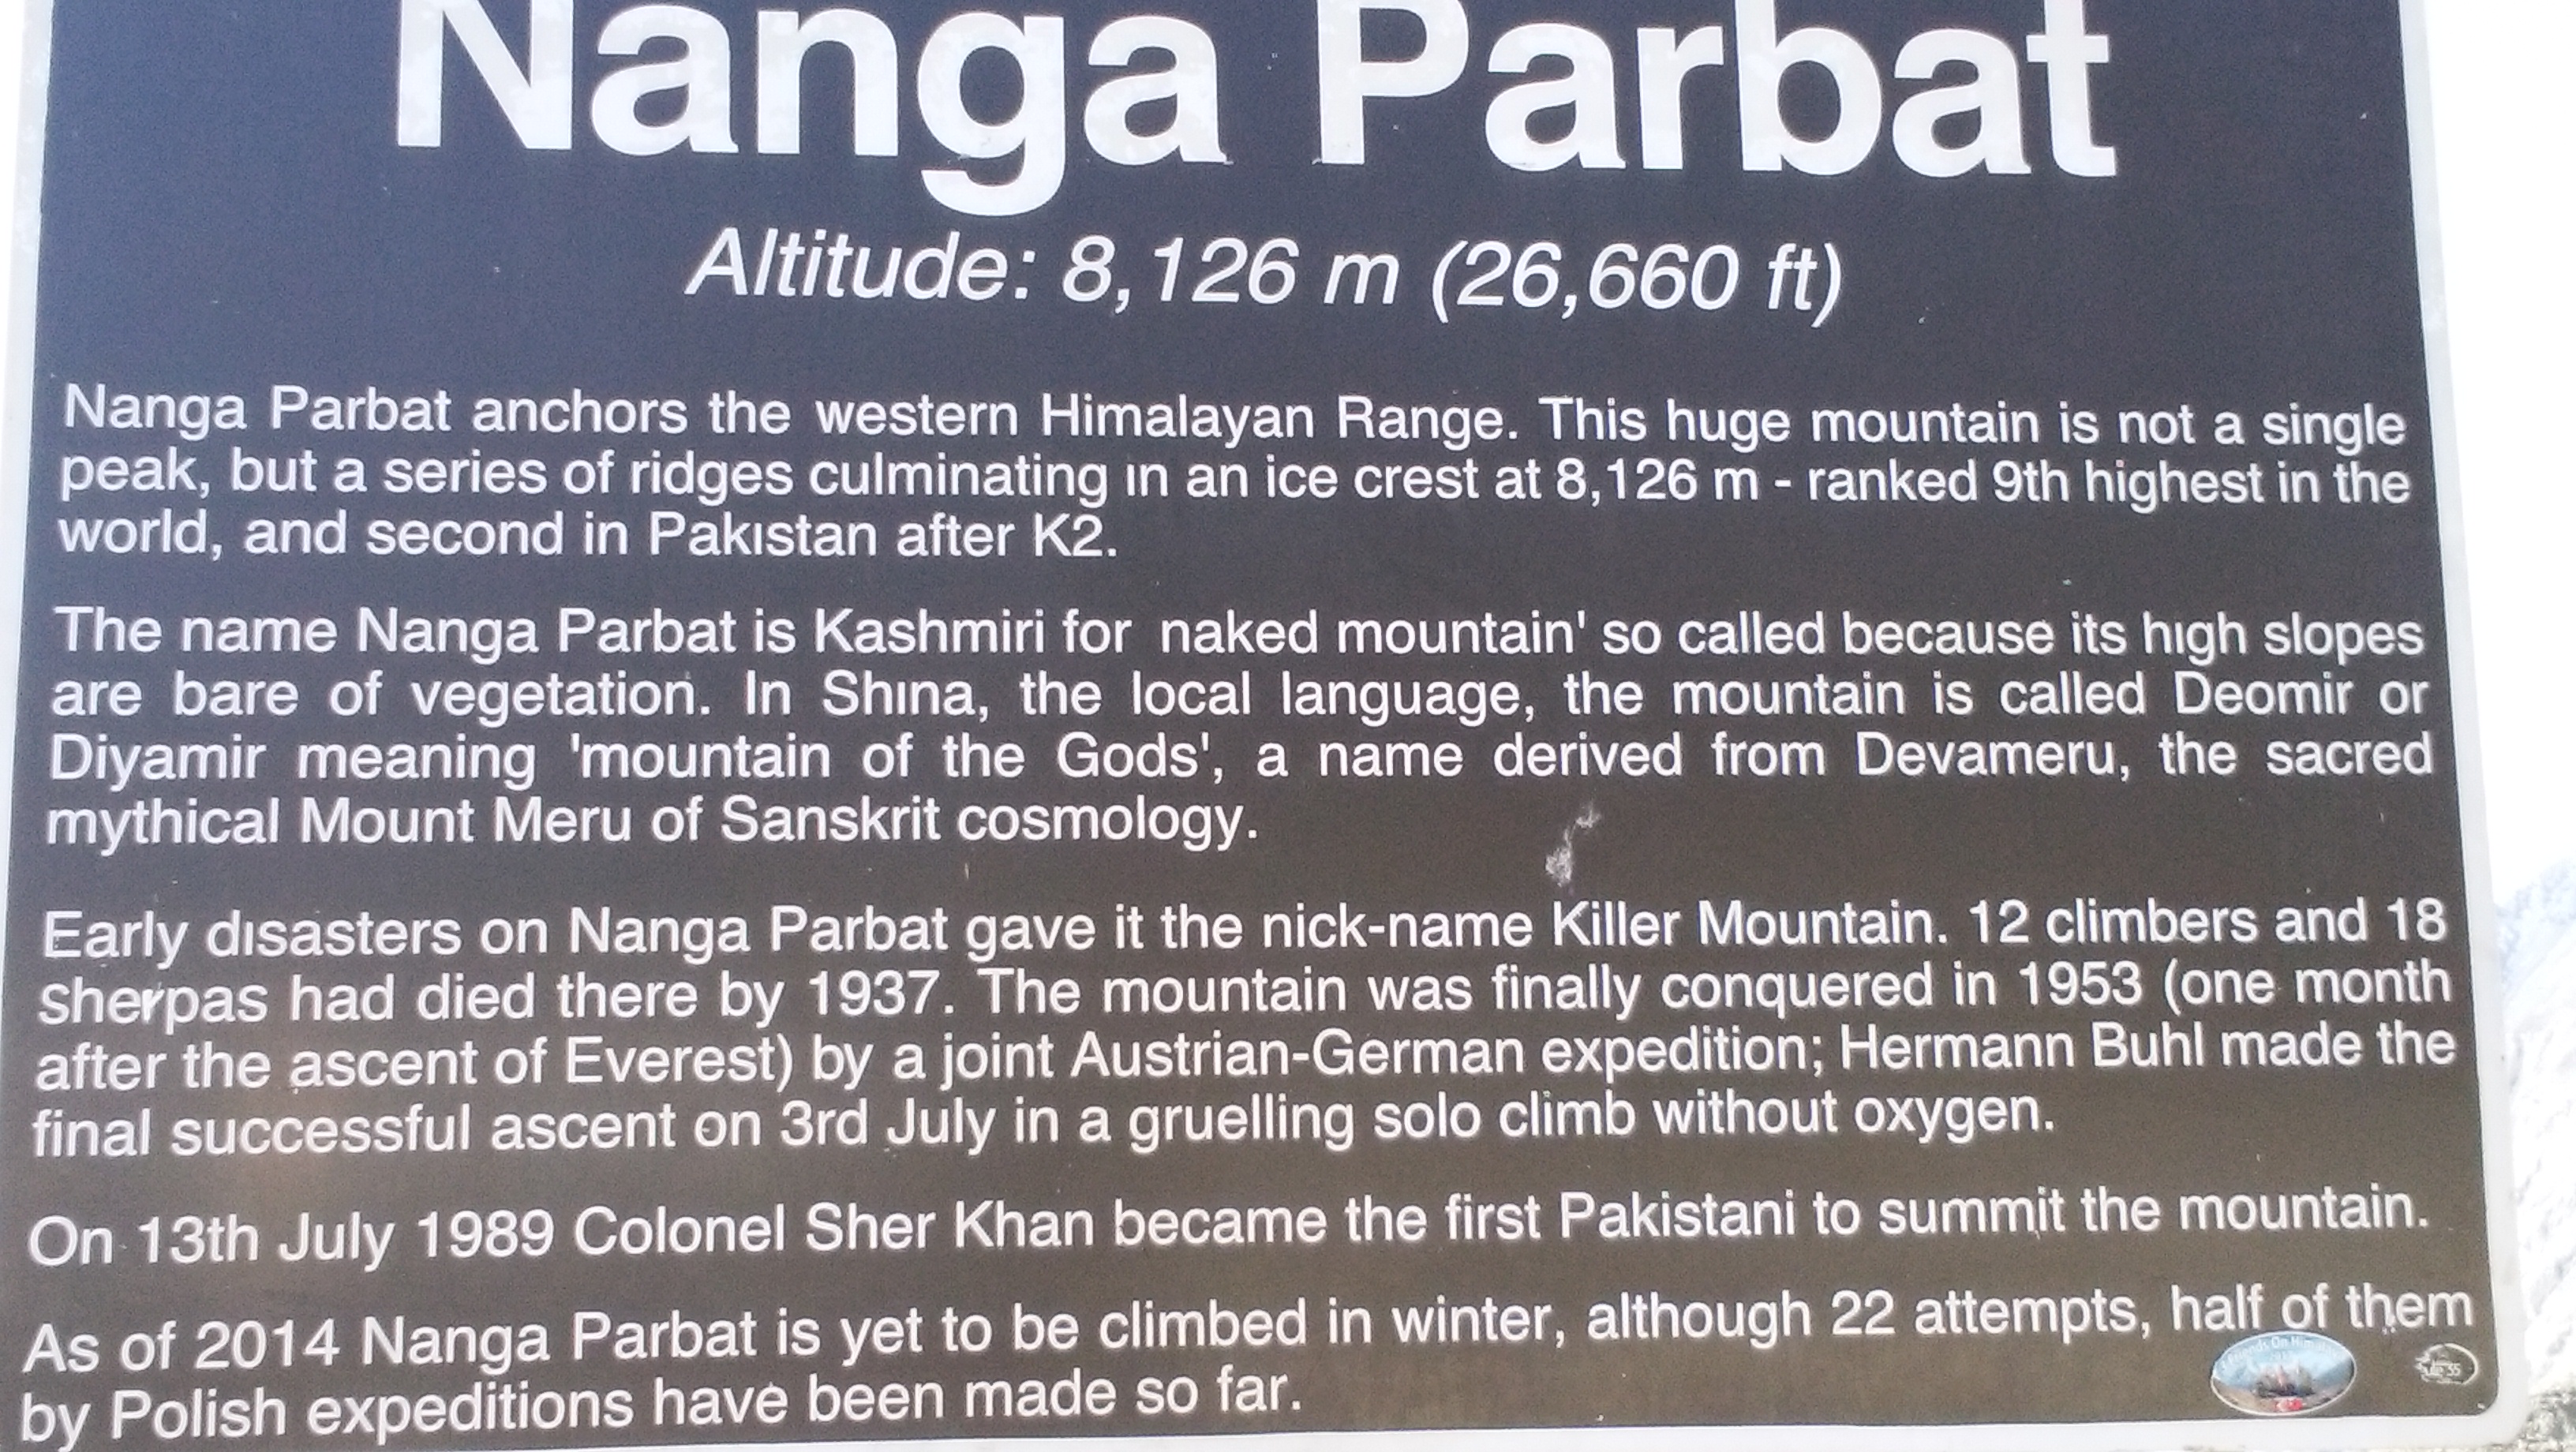 Nanga Parbat
Altitude: 8,126 m (26,660 ft)
Nanga Parbat anchors the western Himalayan Range. This huge mountain is not a single
peak, but a series of ridges culminating in an ice crest at 8,126 m - ranked 9th highest in the
world, and second in Pakistan after K2.
The name Nanga Parbat is Kashmiri for naked mountain' so called because its high slopes
are bare of vegetation. In Shina, the local language, the mountain is called Deomir or
Diyamir meaning 'mountain of the Gods', a name derived from Devameru, the sacred
mythical Mount Meru of Sanskrit cosmology.
Early disasters on Nanga Parbat gave it the nick-name Killer Mountain. 12 climbers and 18
Sherpas had died there by 1937. The mountain was finally conquered in 1953 (one month
after the ascent of Everest) by a joint Austrian-German expedition; Hermann Buhl made the
final successful ascent on 3rd July in a gruelling solo climb without oxygen.
On 13th July 1989 Colonel Sher Khan became the first Pakistani to summit the mountain.
As of 2014 Nanga Parbat is yet to be climbed in winter, although 22 attempts, half of them
by Polish expeditions have been made so far.
Friends On